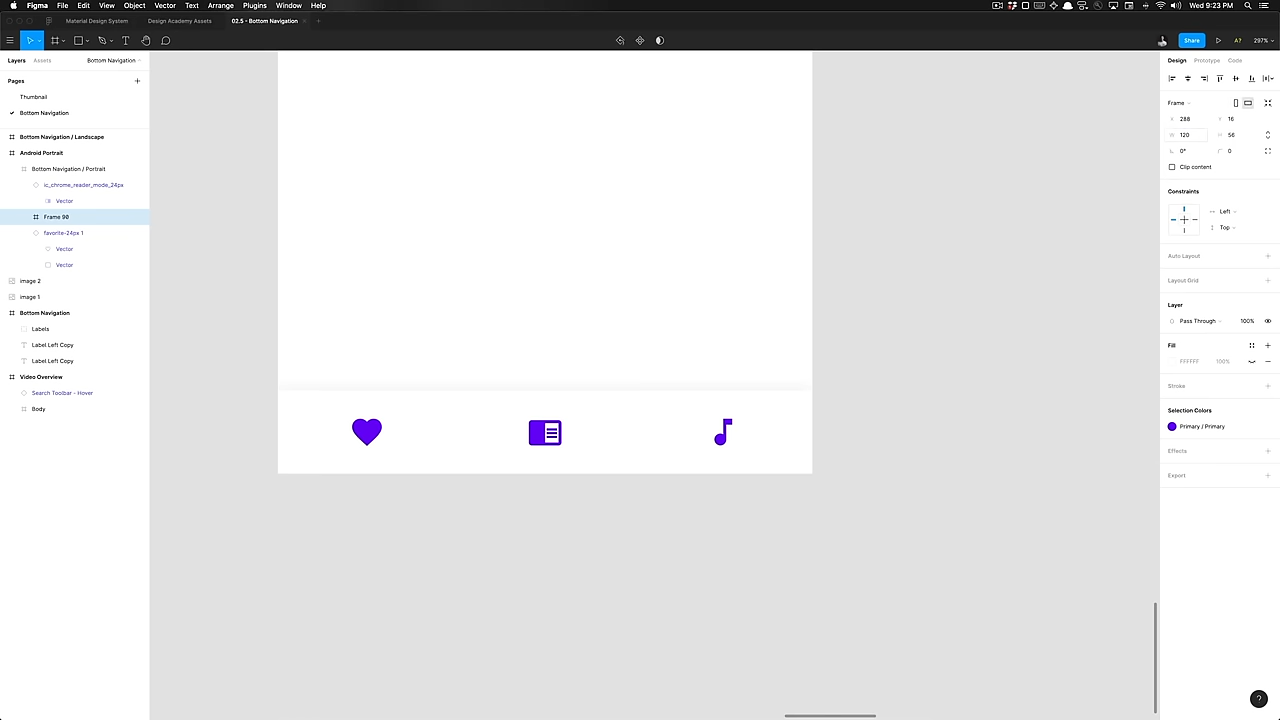 Figma File Edit View Object Vector Text Arrange Plugins Window Help Wed 9:23 PM
Material Design System Design Academy Assets 02.5 - Bottom Navigation
Share A? 297%
Layers Assets Bottom Navigation
Pages
Thumbnail
Bottom Navigation
Bottom Navigation / Landscape
Android Portrait
Bottom Navigation / Portrait
ic_chrome_reader_mode_24px
Vector
Frame 90
favorite-24px 1
Vector
Vector
image 2
image 1
Bottom Navigation
Labels
Label Left Copy
Label Left Copy
Video Overview
Search Toolbar - Hover
Body
Design Prototype Code
Frame
X 288 Y 16
W 120 H 56
0° 0
Clip content
Constraints
Left
Top
Auto Layout
Layout Grid
Layer
Pass Through 100%
Fill
FFFFFF 100%
Stroke
Selection Colors
Primary / Primary
Effects
Export
?